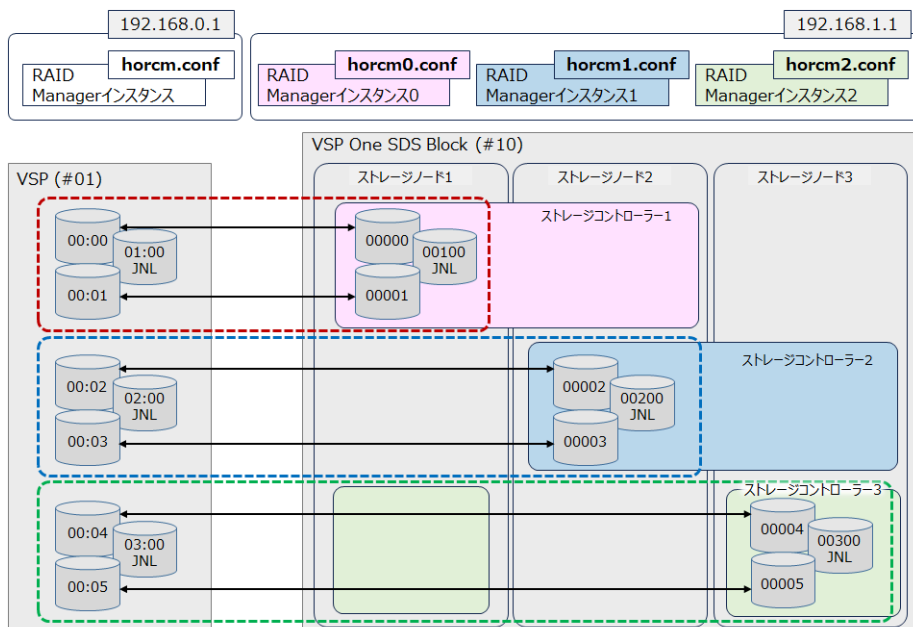 192.168.0.1
horcm.conf
RAID
Managerインスタンス
192.168.1.1
horcm0.conf
RAID
Managerインスタンス0
horcm1.conf
RAID
Managerインスタンス1
horcm2.conf
RAID
Managerインスタンス2
VSP One SDS Block (#10)
VSP (#01)
ストレージノード1
ストレージノード2
ストレージノード3
ストレージコントローラー1
00:00
01:00
JNL
00:01
00000
00100
JNL
00001
ストレージコントローラー2
00:02
02:00
JNL
00:03
00002
00200
JNL
00003
ストレージコントローラー3
00:04
03:00
JNL
00:05
00004
00300
JNL
00005